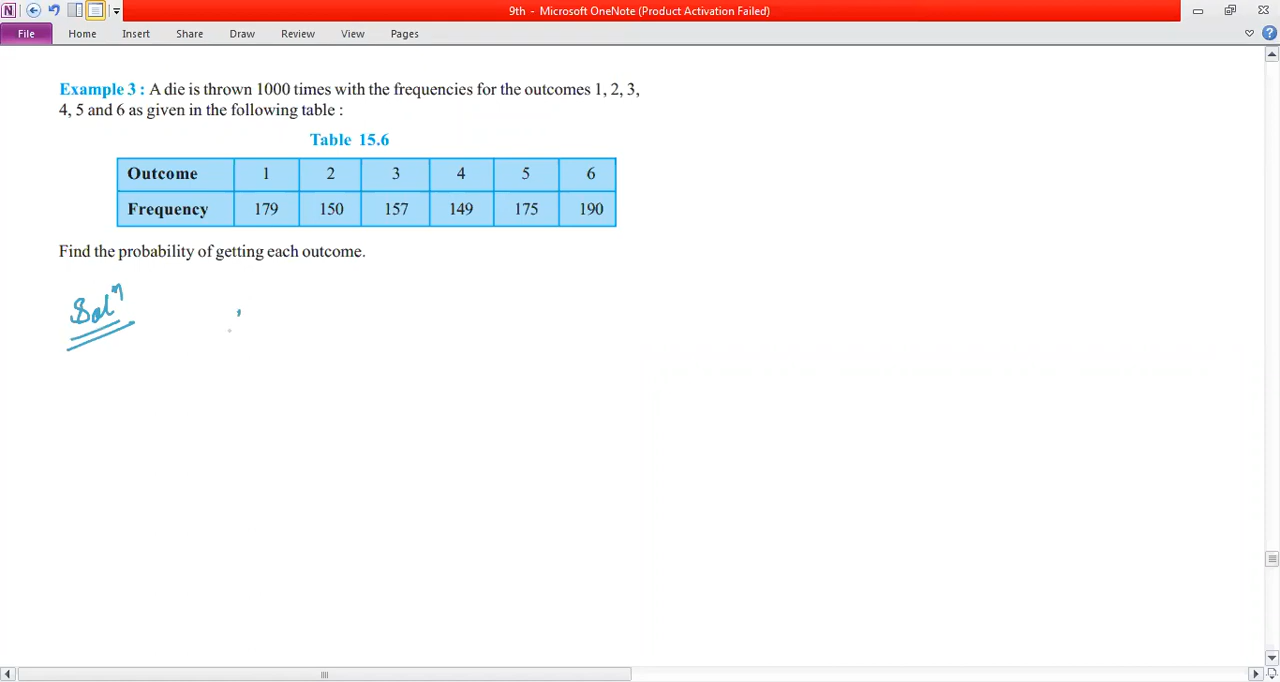 9th - Microsoft OneNote (Product Activation Failed)
File Home Insert Share Draw Review View Pages
Example 3 : A die is thrown 1000 times with the frequencies for the outcomes 1, 2, 3,
4, 5 and 6 as given in the following table :
Table 15.6
Outcome 1 2 3 4 5 6
Frequency 179 150 157 149 175 190
Find the probability of getting each outcome.
Solⁿ